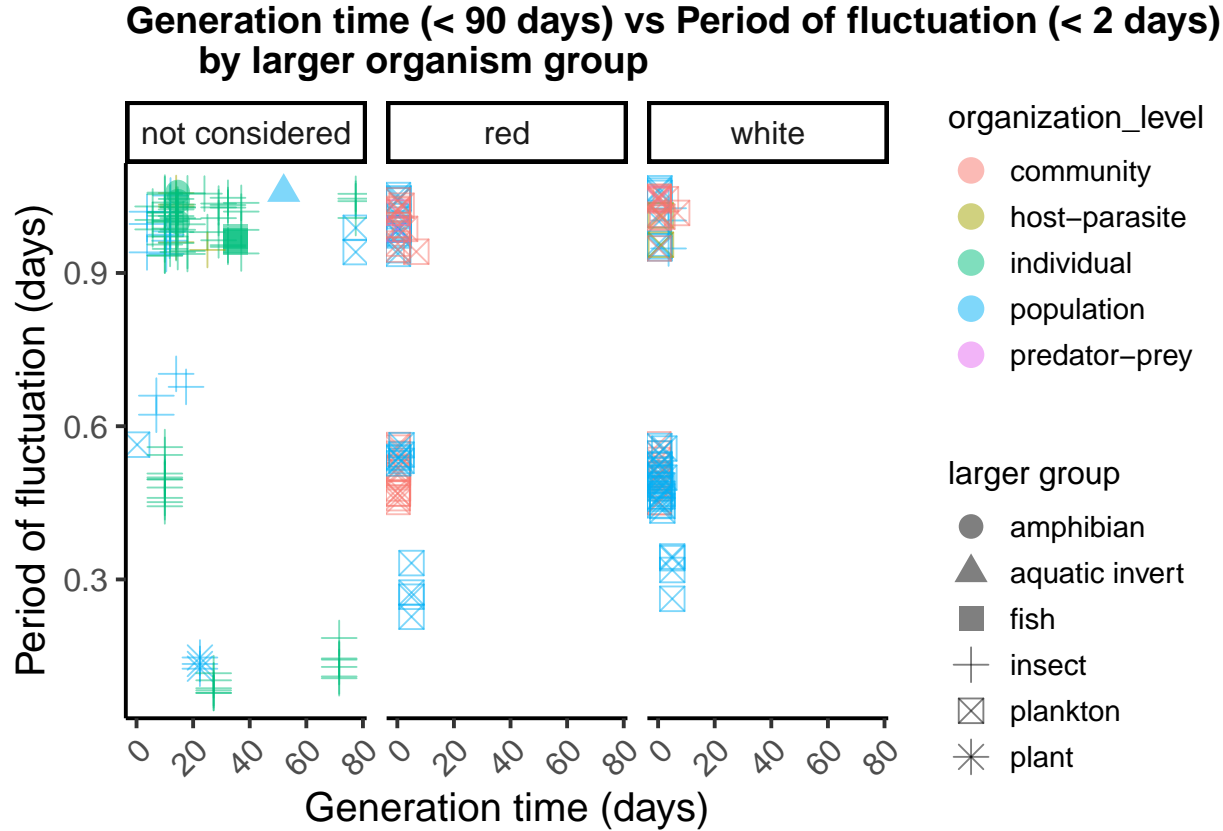 Generation time (< 90 days) vs Period of fluctuation (< 2 days)
by larger organism group
not considered
red
white
Period of fluctuation (days)
0.9
0.6
0.3
0 20 40 60 80
0 20 40 60 80
0 20 40 60 80
Generation time (days)
organization_level
community
host−parasite
individual
population
predator−prey
larger group
amphibian
aquatic invert
fish
insect
plankton
plant